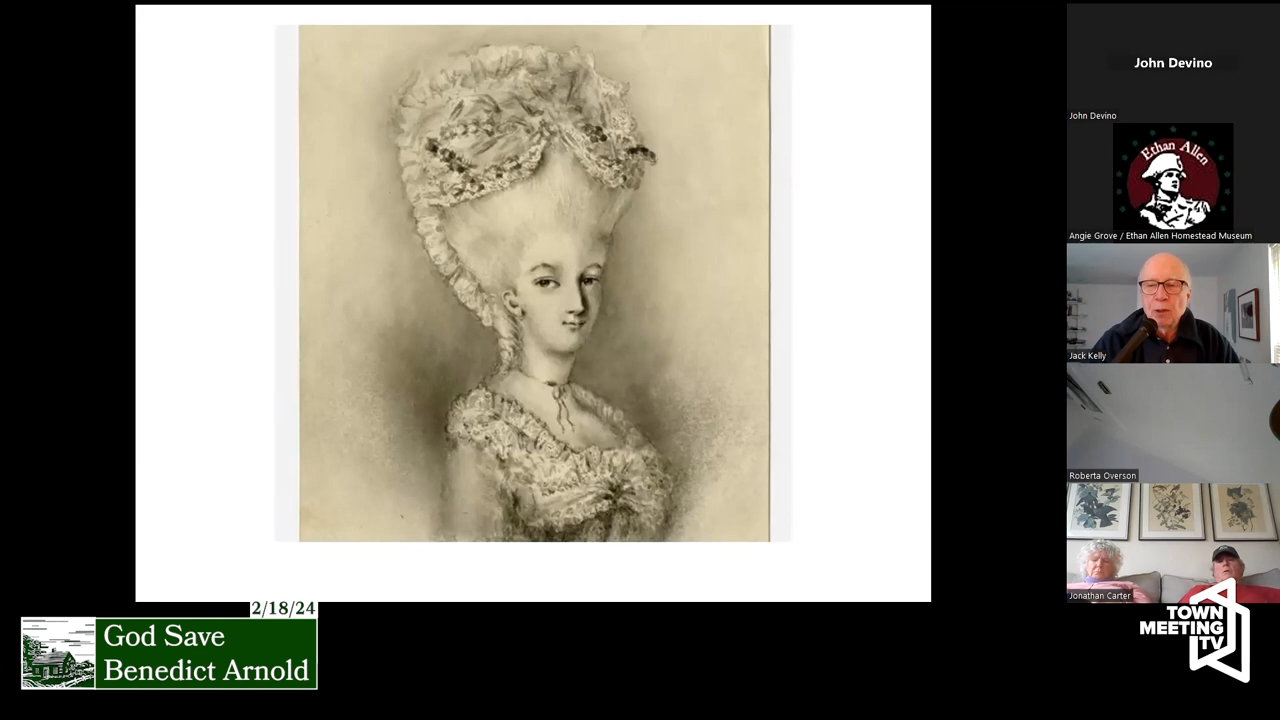 John Devino
John Devino
Ethan Allen
Angie Grove / Ethan Allen Homestead Museum
Jack Kelly
Roberta Overson
Jonathan Carter
2/18/24
God Save
Benedict Arnold
TOWN
MEETING
TV